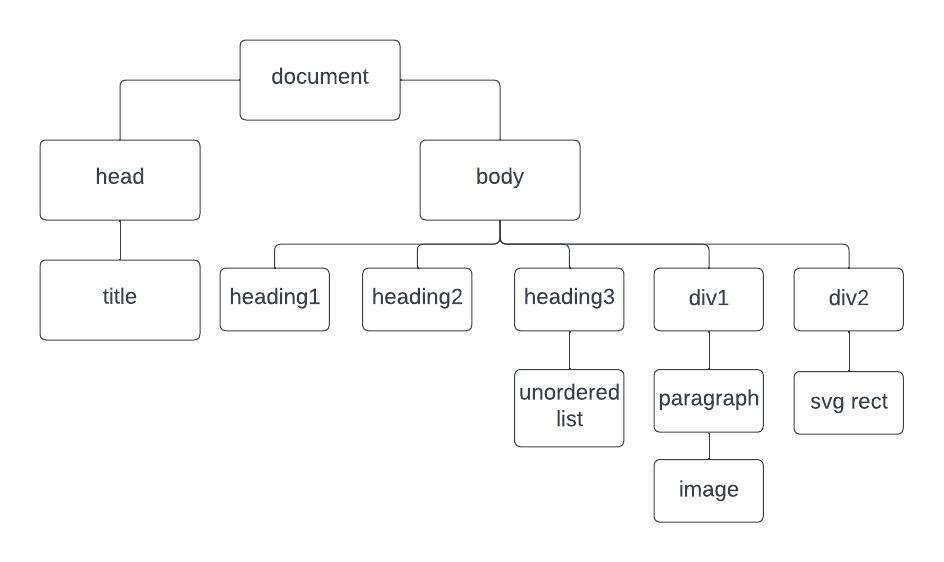 document
head
body
title
heading1
heading2
heading3
div1
div2
unordered
list
paragraph
svg rect
image